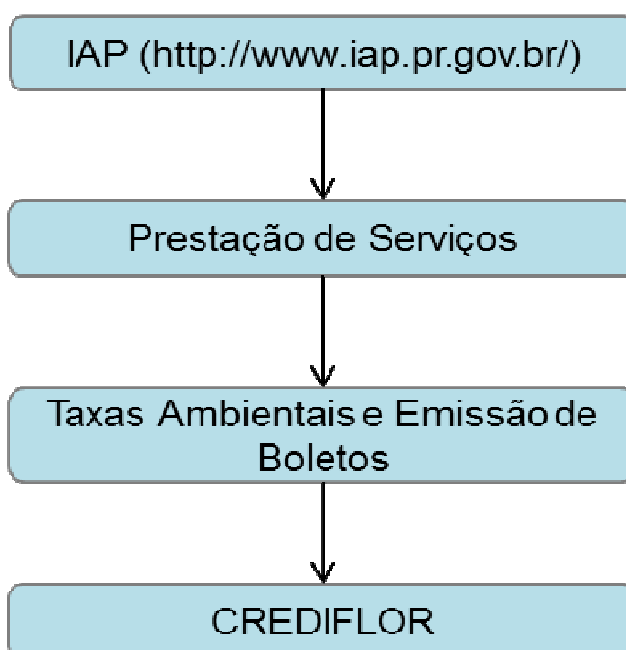 IAP (http://www.iap.pr.gov.br/)
Prestação de Serviços
Taxas Ambientais e Emissão de
Boletos
CREDIFLOR